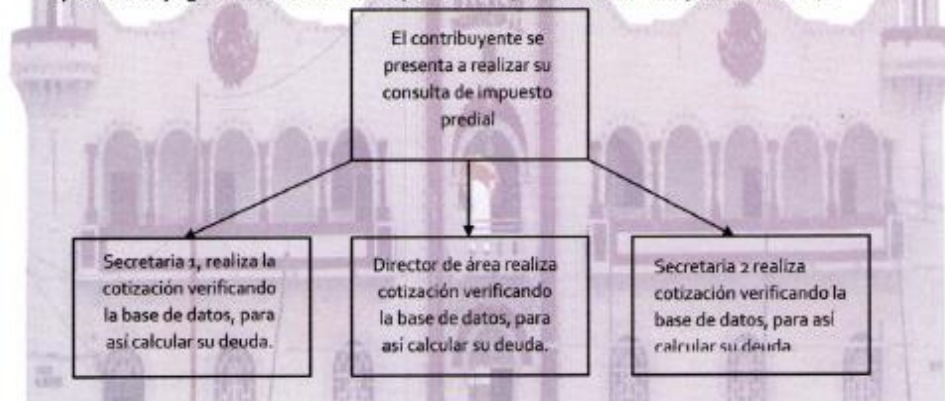 El contribuyente se
presenta a realizar su
consulta de impuesto
predial
Secretaria 1, realiza la
cotización verificando
la base de datos, para
así calcular su deuda.
Director de área realiza
cotización verificando
la base de datos, para
así calcular su deuda.
Secretaria 2 realiza
cotización verificando la
base de datos, para así
calcular su deuda